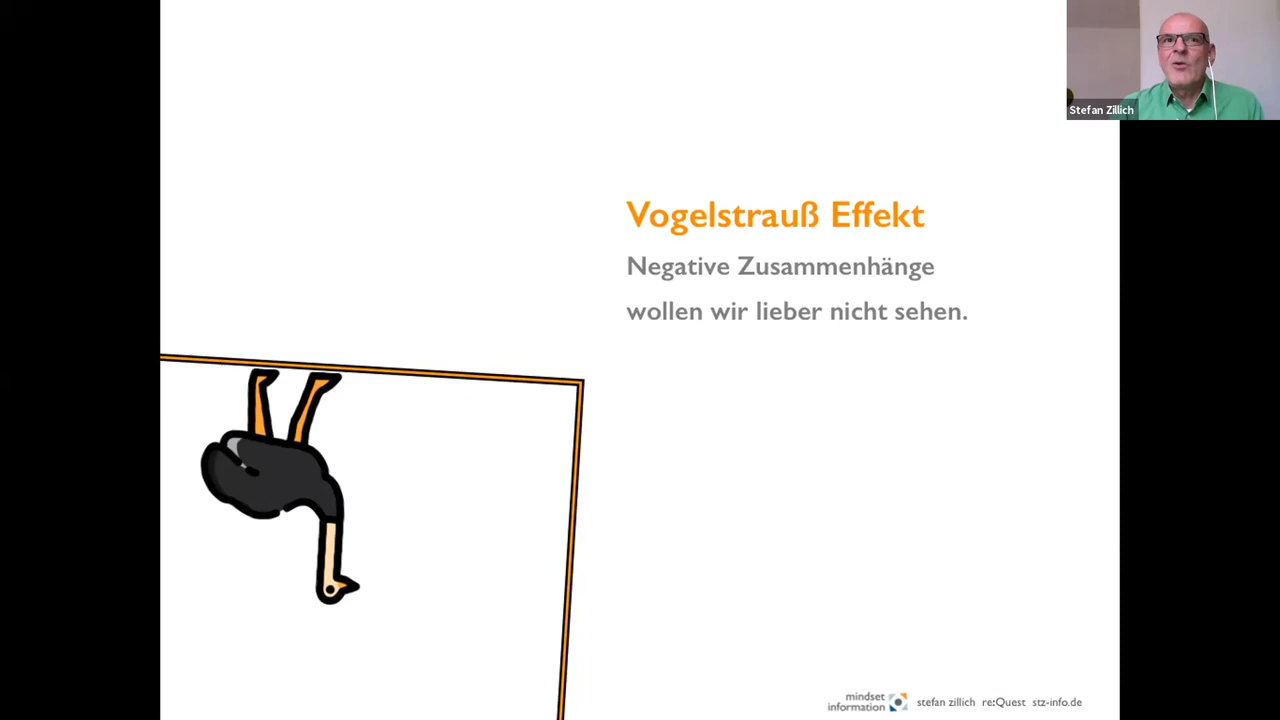 Stefan Zillich
Vogelstrauß Effekt
Negative Zusammenhänge
wollen wir lieber nicht sehen.
mindset
information
stefan zillich re:Quest stz-info.de